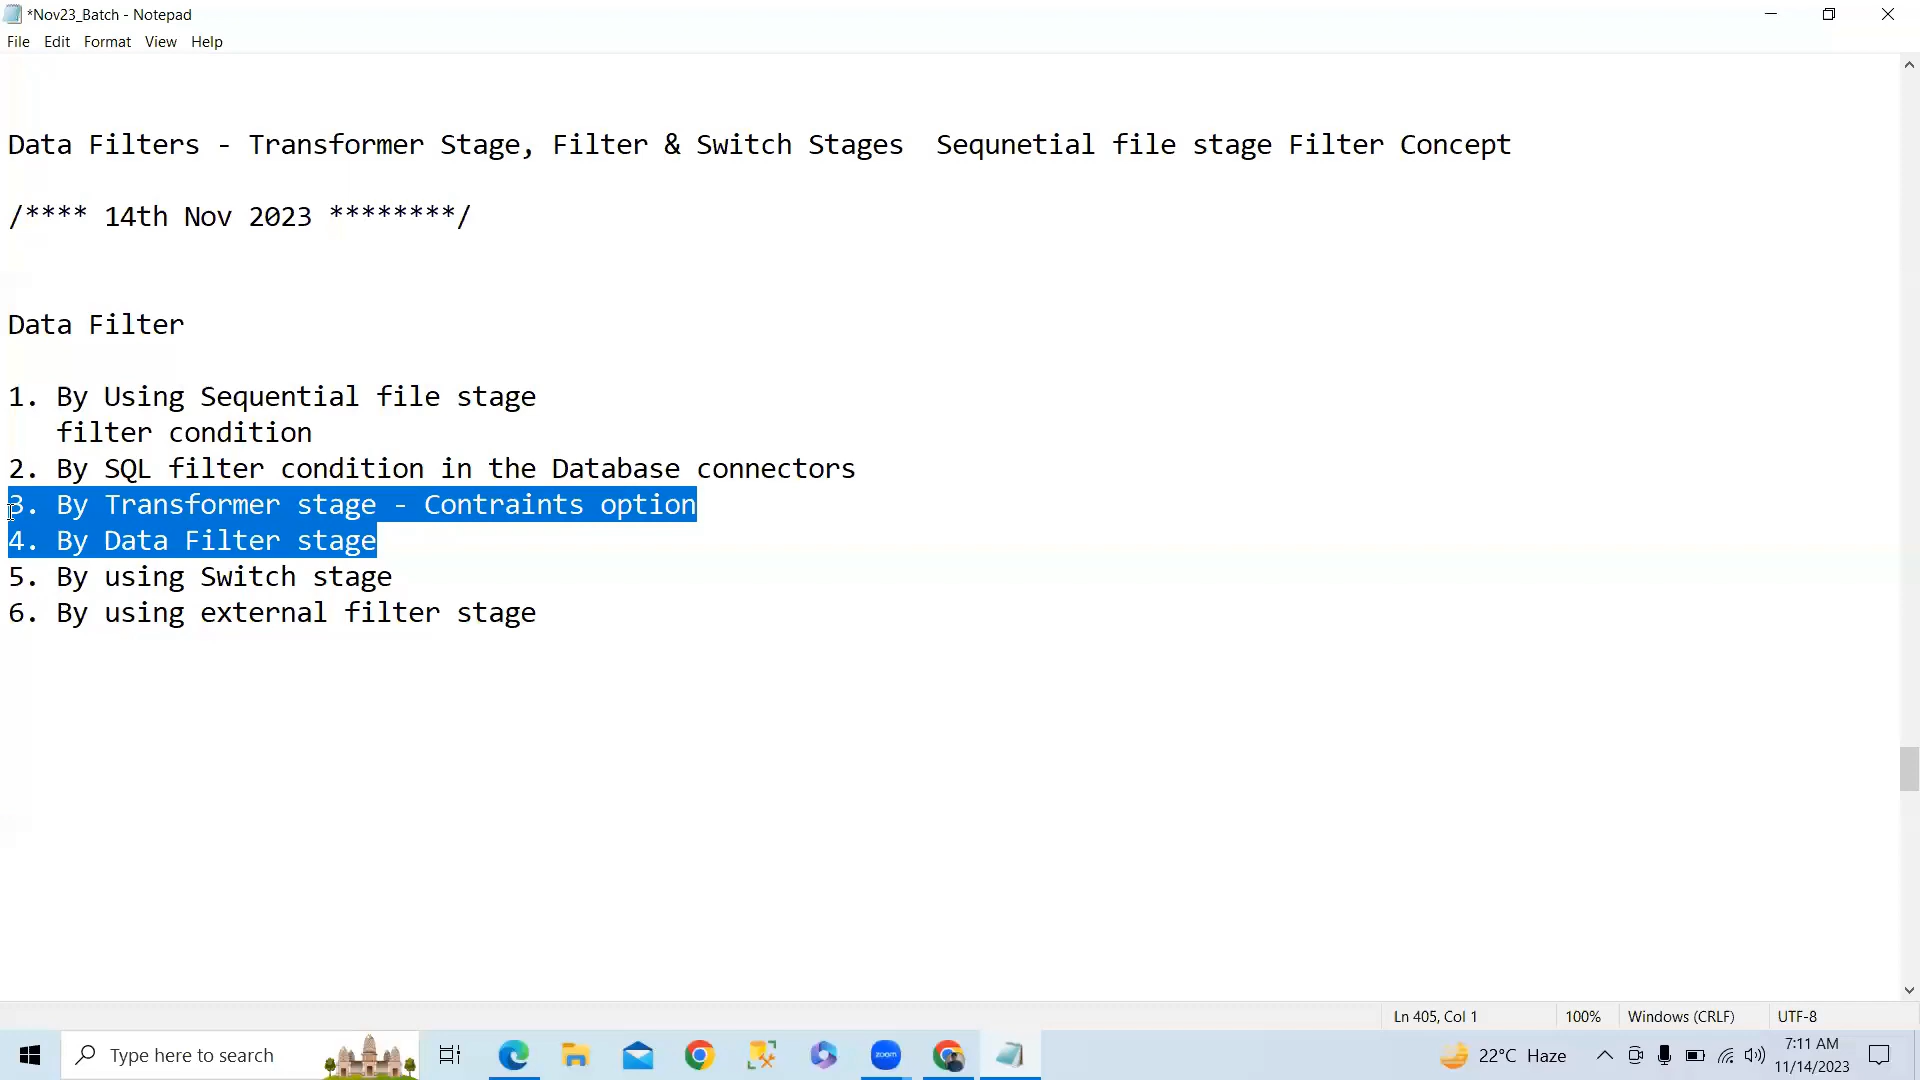 *Nov23_Batch - Notepad
File Edit Format View Help
Data Filters - Transformer Stage, Filter & Switch Stages  Sequnetial file stage Filter Concept
/**** 14th Nov 2023 ********/
Data Filter
1. By Using Sequential file stage
filter condition
2. By SQL filter condition in the Database connectors
3. By Transformer stage - Contraints option
4. By Data Filter stage
5. By using Switch stage
6. By using external filter stage
Ln 405, Col 1 100% Windows (CRLF) UTF-8
Type here to search
zoom
22°C Haze
7:11 AM
11/14/2023